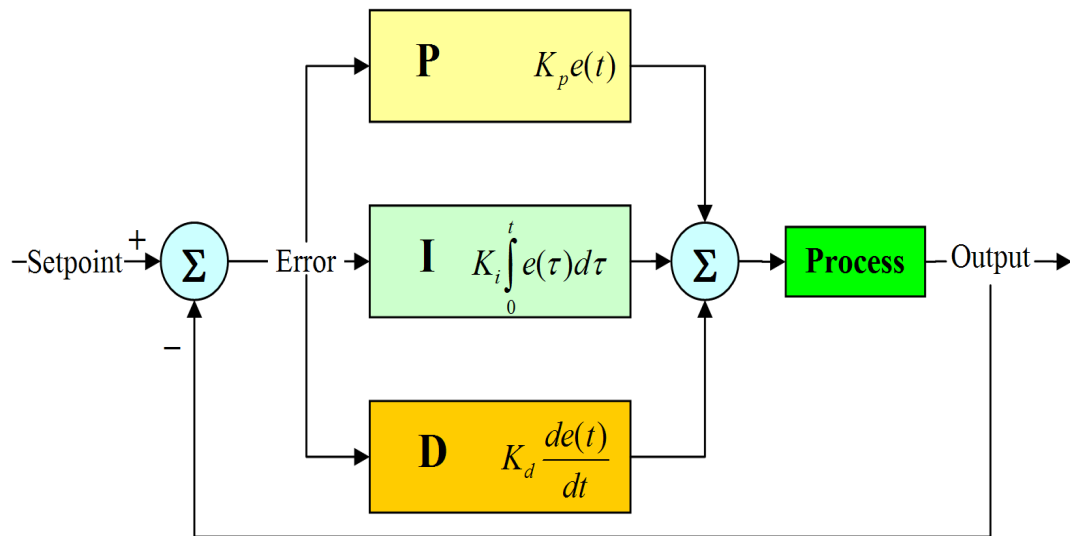 P K_p e(t)
+
–Setpoint
Σ
Error
I K_i ∫_0^t e(τ)dτ
Σ
Process
Output
–
D K_d de(t)/dt